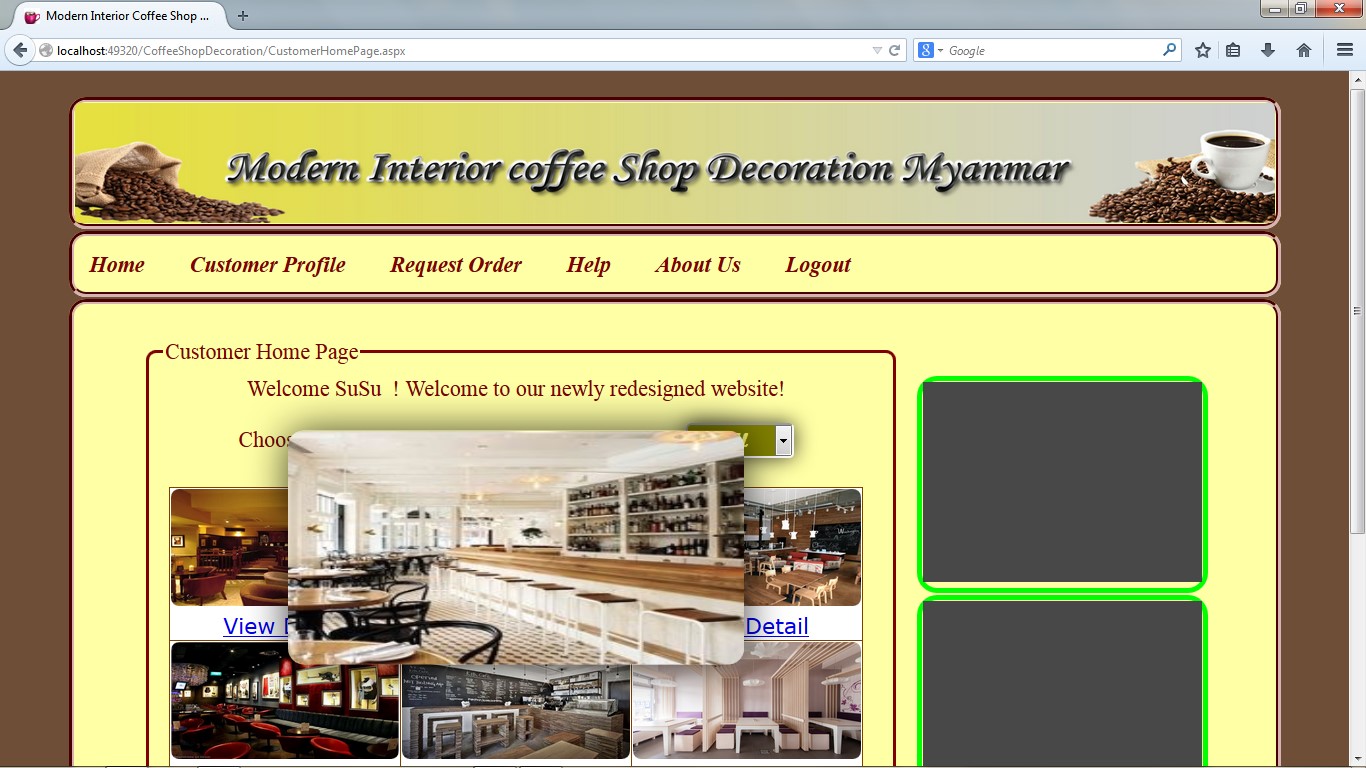 Modern Interior Coffee Shop ...
localhost:49320/CoffeeShopDecoration/CustomerHomePage.aspx
Google
Modern Interior coffee Shop Decoration Myanmar
Home Customer Profile Request Order Help About Us Logout
Customer Home Page
Welcome SuSu ! Welcome to our newly redesigned website!
Choos
View Detail